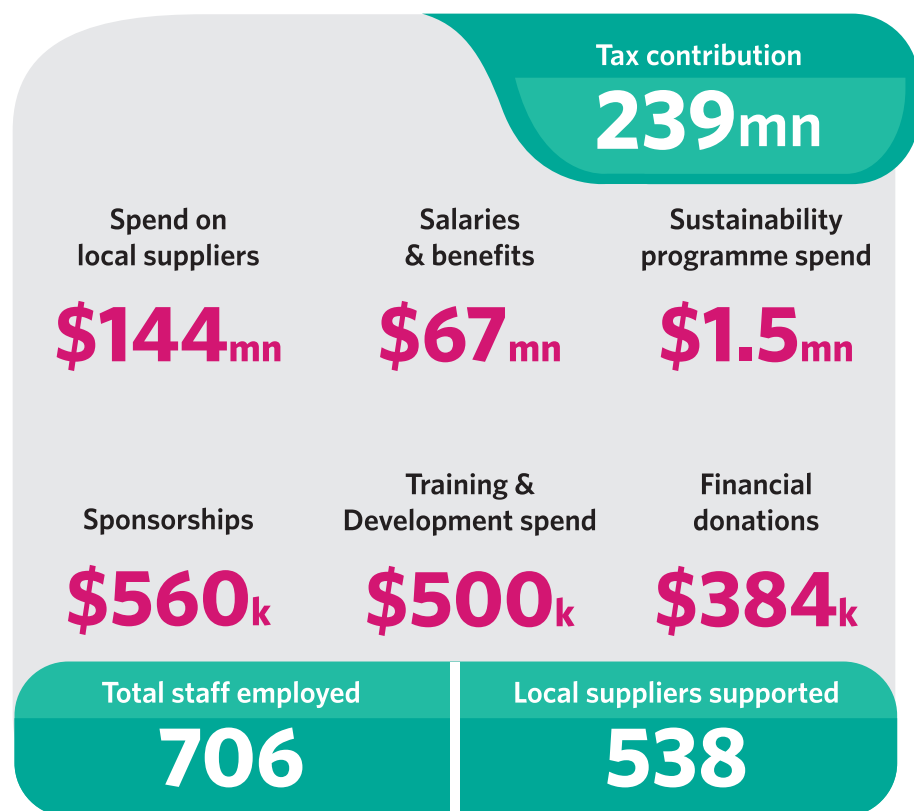 Tax contribution
239mn
Spend on
local suppliers
$144mn
Salaries
& benefits
$67mn
Sustainability
programme spend
$1.5mn
Sponsorships
$560k
Training &
Development spend
$500k
Financial
donations
$384k
Total staff employed
706
Local suppliers supported
538